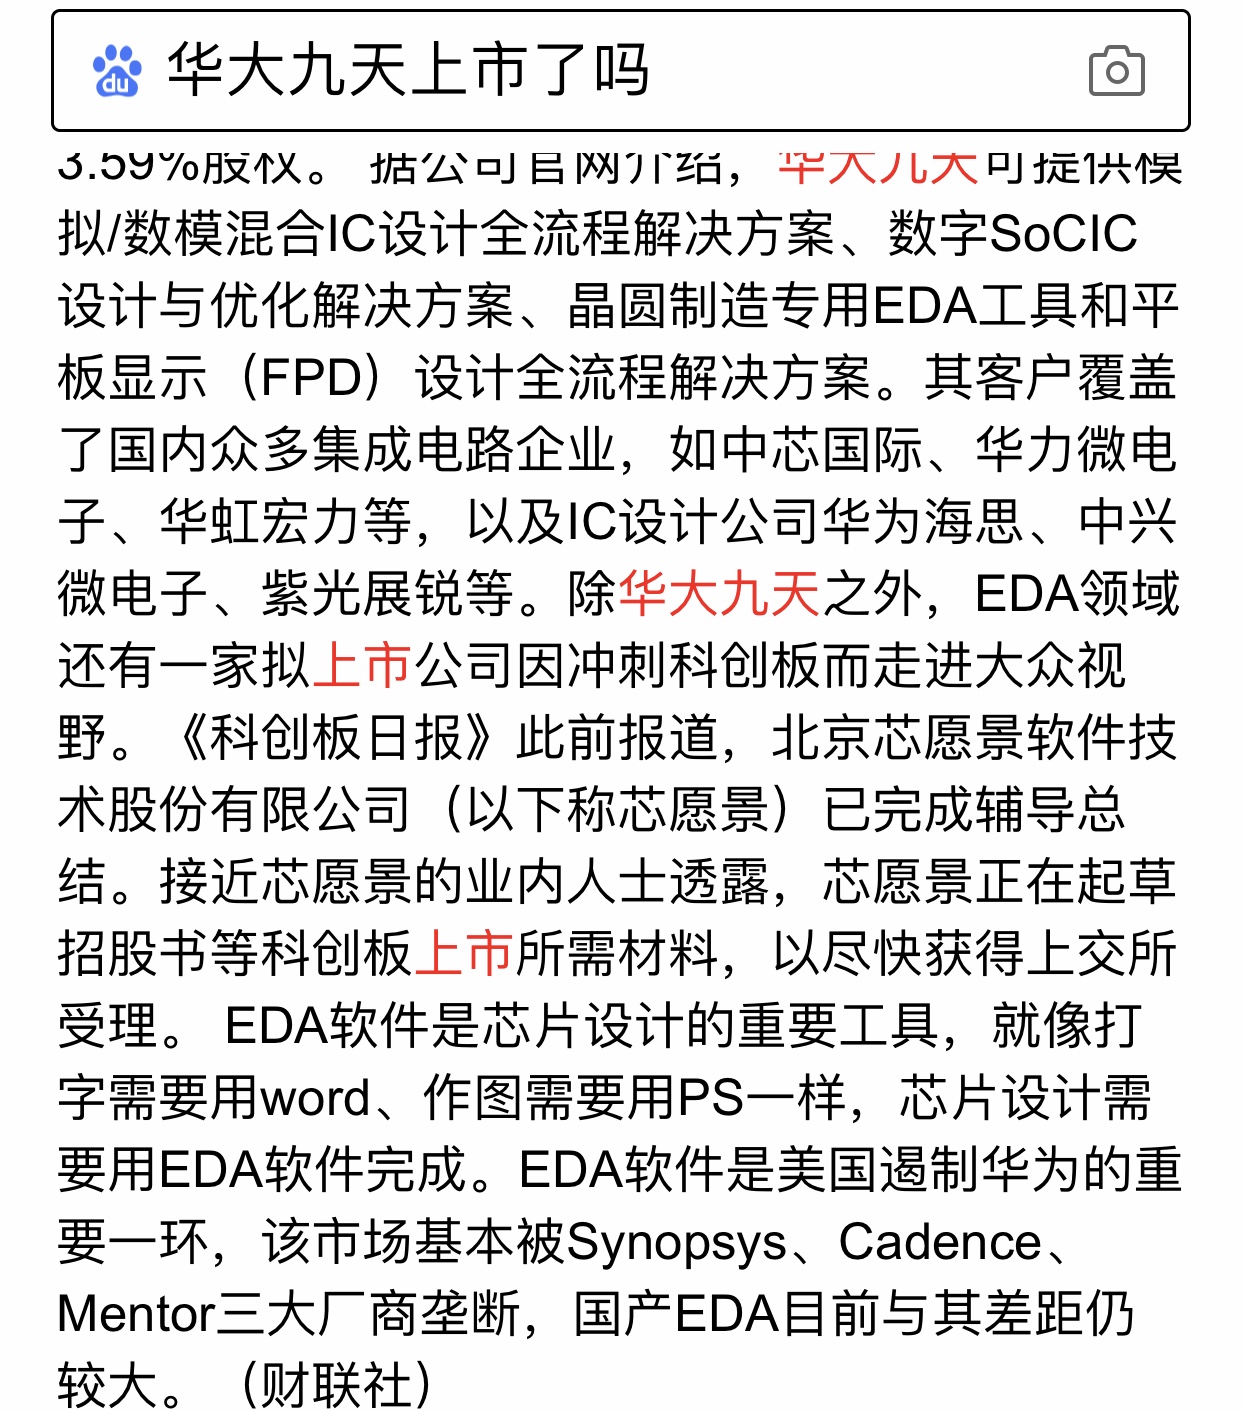 du 华大九天上市了吗
3.59%股权。 据公司官网介绍，华大九天可提供模
拟/数模混合IC设计全流程解决方案、数字SoCIC
设计与优化解决方案、晶圆制造专用EDA工具和平
板显示（FPD）设计全流程解决方案。其客户覆盖
了国内众多集成电路企业，如中芯国际、华力微电
子、华虹宏力等，以及IC设计公司华为海思、中兴
微电子、紫光展锐等。除华大九天之外，EDA领域
还有一家拟上市公司因冲刺科创板而走进大众视
野。《科创板日报》此前报道，北京芯愿景软件技
术股份有限公司（以下称芯愿景）已完成辅导总
结。接近芯愿景的业内人士透露，芯愿景正在起草
招股书等科创板上市所需材料，以尽快获得上交所
受理。 EDA软件是芯片设计的重要工具，就像打
字需要用word、作图需要用PS一样，芯片设计需
要用EDA软件完成。EDA软件是美国遏制华为的重
要一环，该市场基本被Synopsys、Cadence、
Mentor三大厂商垄断，国产EDA目前与其差距仍
较大。（财联社）